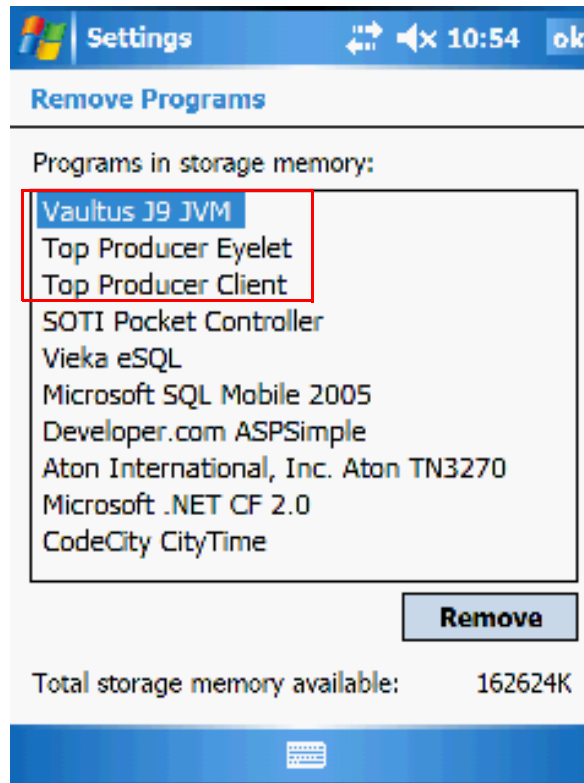 Settings 10:54 ok
Remove Programs
Programs in storage memory:
Vaultus J9 JVM
Top Producer Eyelet
Top Producer Client
SOTI Pocket Controller
Vieka eSQL
Microsoft SQL Mobile 2005
Developer.com ASPSimple
Aton International, Inc. Aton TN3270
Microsoft .NET CF 2.0
CodeCity CityTime
Remove
Total storage memory available: 162624K